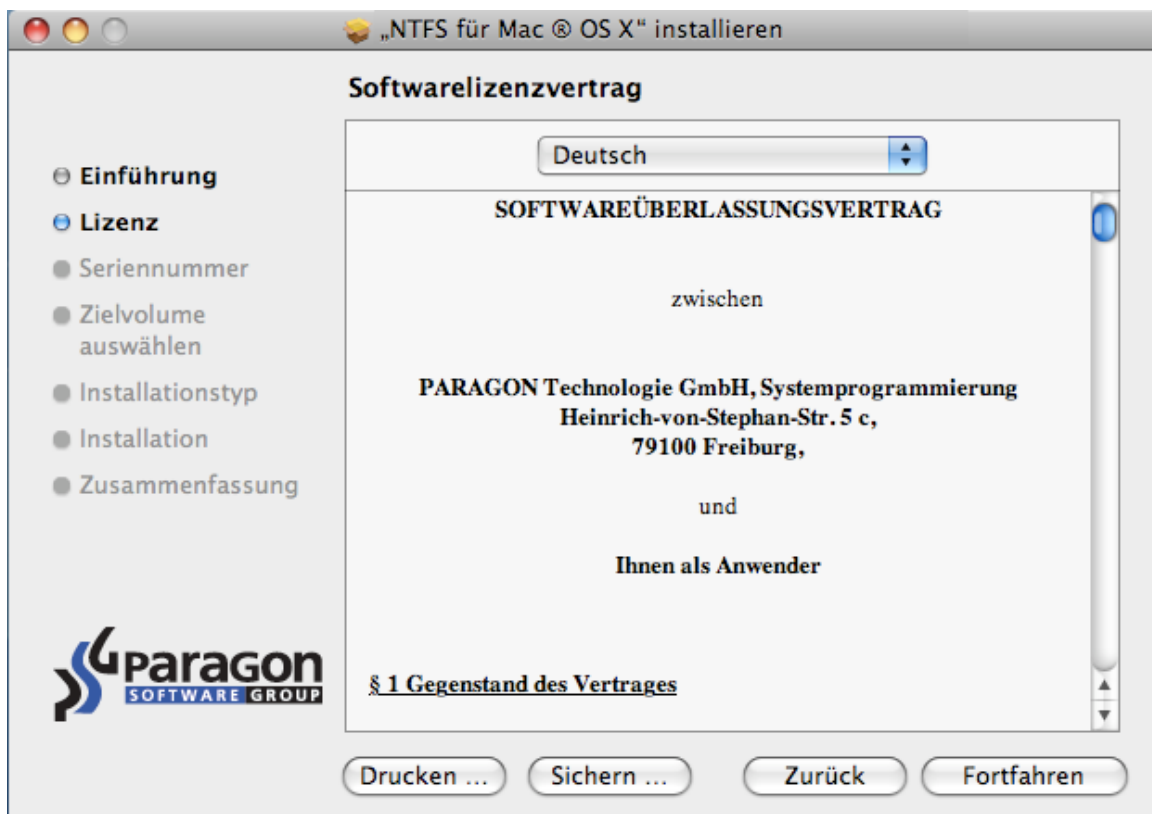 „NTFS für Mac ® OS X“ installieren
Softwarelizenzvertrag
Einführung
Lizenz
Seriennummer
Zielvolume
auswählen
Installationstyp
Installation
Zusammenfassung
Paragon
SOFTWARE GROUP
Deutsch
SOFTWAREÜBERLASSUNGSVERTRAG
zwischen
PARAGON Technologie GmbH, Systemprogrammierung
Heinrich-von-Stephan-Str. 5 c,
79100 Freiburg,
und
Ihnen als Anwender
§ 1 Gegenstand des Vertrages
Drucken ...
Sichern ...
Zurück
Fortfahren